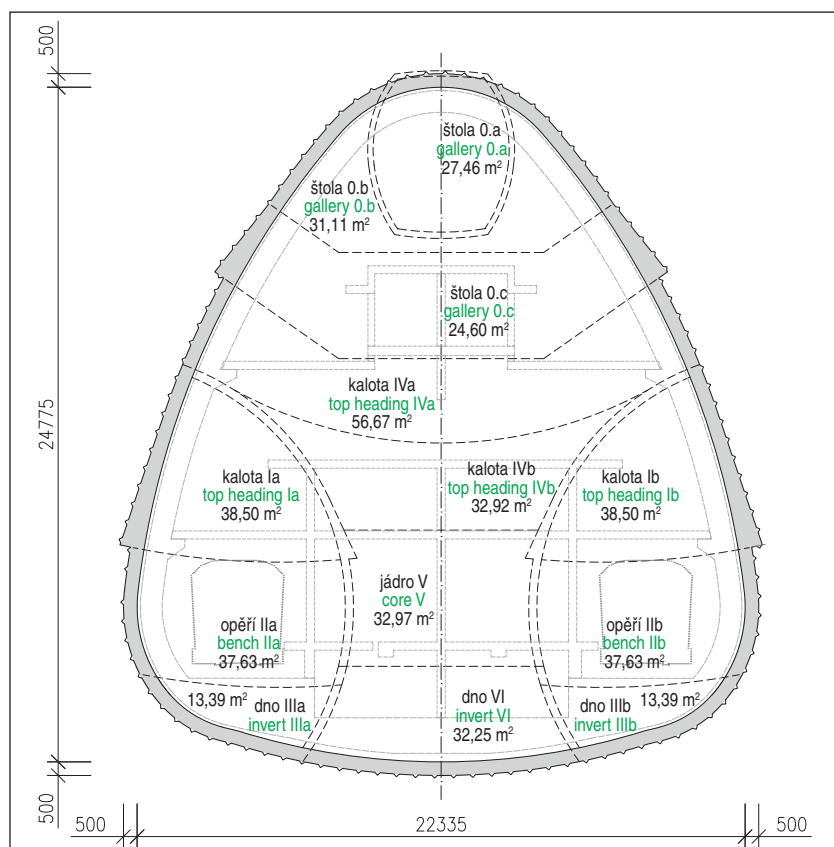 500
štola 0.a
gallery 0.a
27,46 m²
štola 0.b
gallery 0.b
31,11 m²
štola 0.c
gallery 0.c
24,60 m²
kalota IVa
top heading IVa
56,67 m²
24775
kalota Ia
top heading Ia
38,50 m²
kalota IVb
top heading IVb
32,92 m²
kalota Ib
top heading Ib
38,50 m²
jádro V
core V
32,97 m²
opěří IIa
bench IIa
37,63 m²
opěří IIb
bench IIb
37,63 m²
13,39 m²
dno IIIa
invert IIIa
dno VI
invert VI
32,25 m²
dno IIIb
invert IIIb
13,39 m²
500
500
22335
500